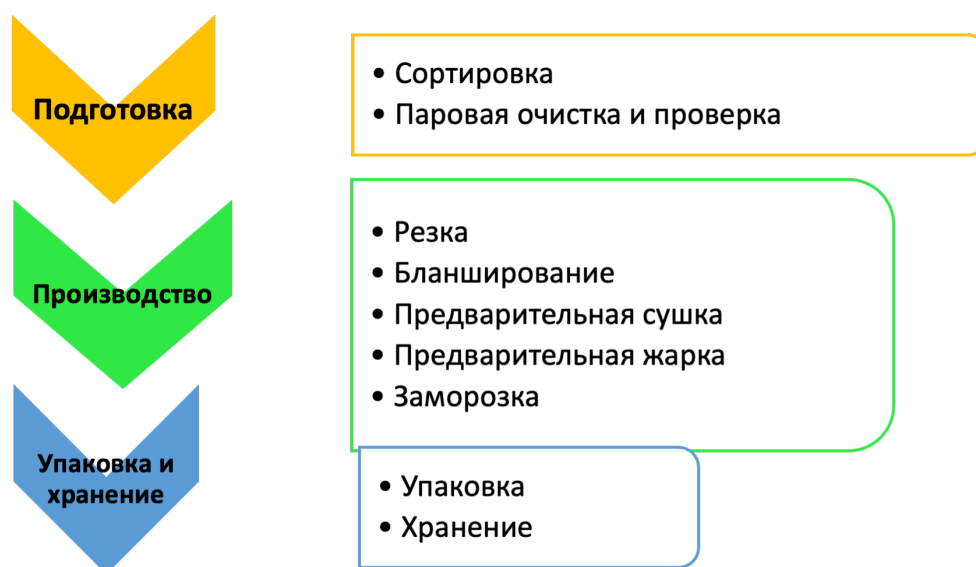 Подготовка
• Сортировка
• Паровая очистка и проверка
Производство
• Резка
• Бланширование
• Предварительная сушка
• Предварительная жарка
• Заморозка
Упаковка и
хранение
• Упаковка
• Хранение